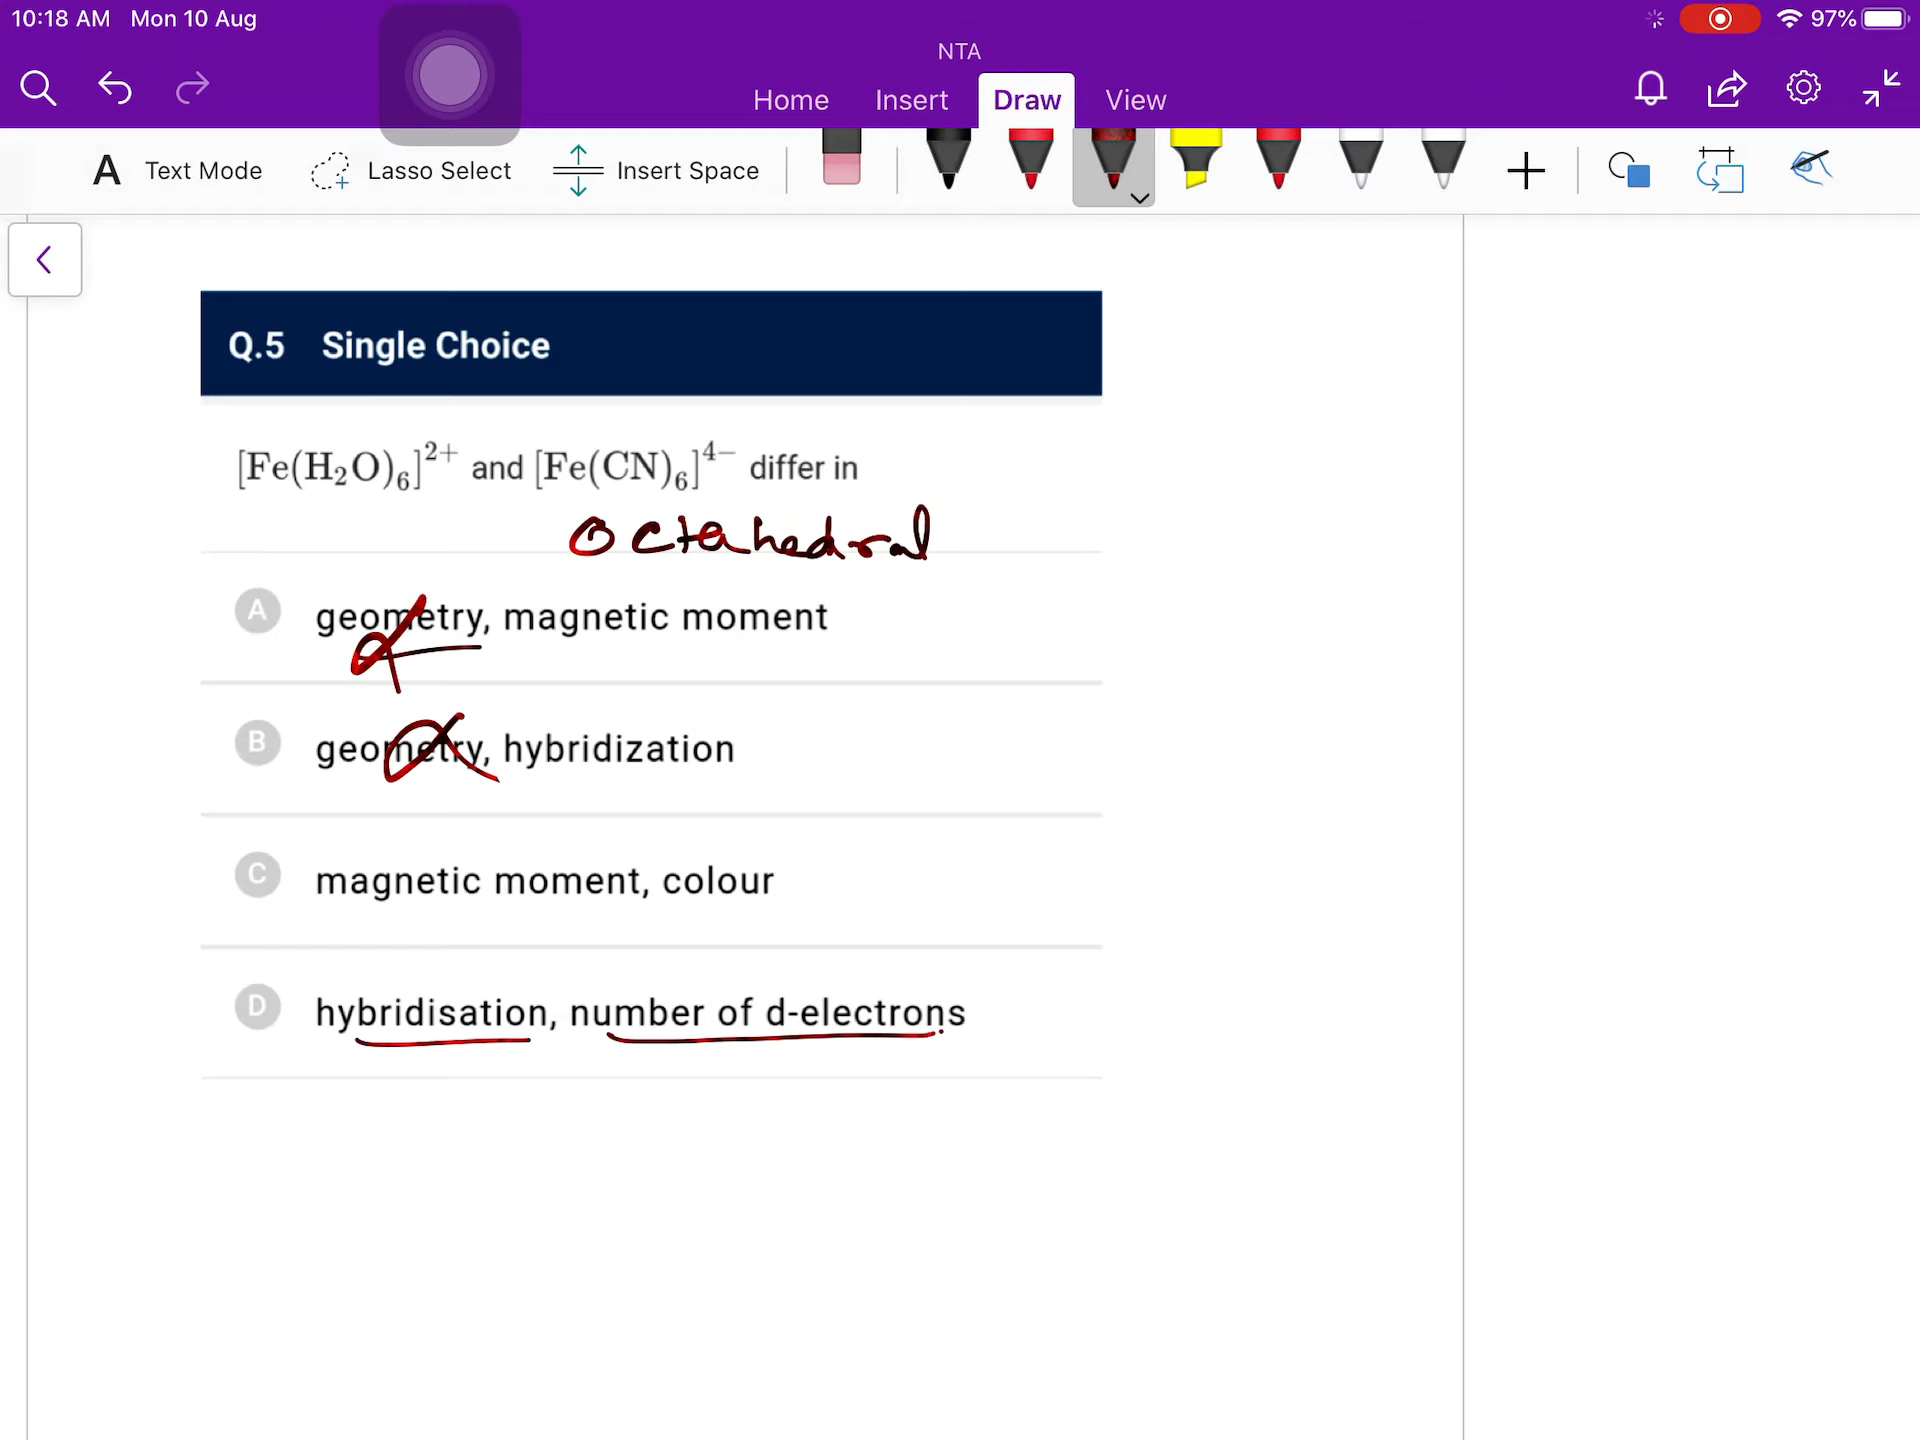 10:18 AM Mon 10 Aug
97%
NTA
Home Insert Draw View
A Text Mode Lasso Select Insert Space
Q.5 Single Choice
[Fe(H₂O)₆]²⁺ and [Fe(CN)₆]⁴⁻ differ in
Octahedral
A geometry, magnetic moment
B geometry, hybridization
C magnetic moment, colour
D hybridisation, number of d-electrons